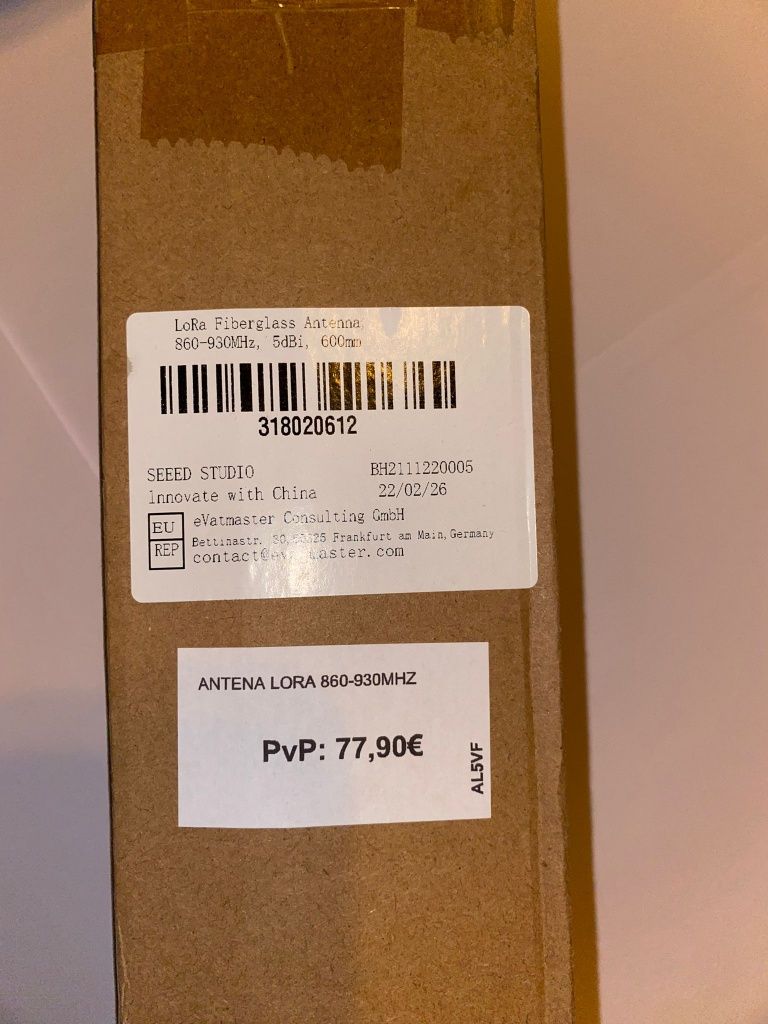 LoRa Fiberglass Antenna,
860-930MHz, 5dBi, 600mm
318020612
SEEED STUDIO BH2111220005
Innovate with China 22/02/26
EU REP
eVatmaster Consulting GmbH
Bettinastr. Frankfurt am Main, Germany
ANTENA LORA 860-930MHZ
PvP: 77,90€
AL5VF